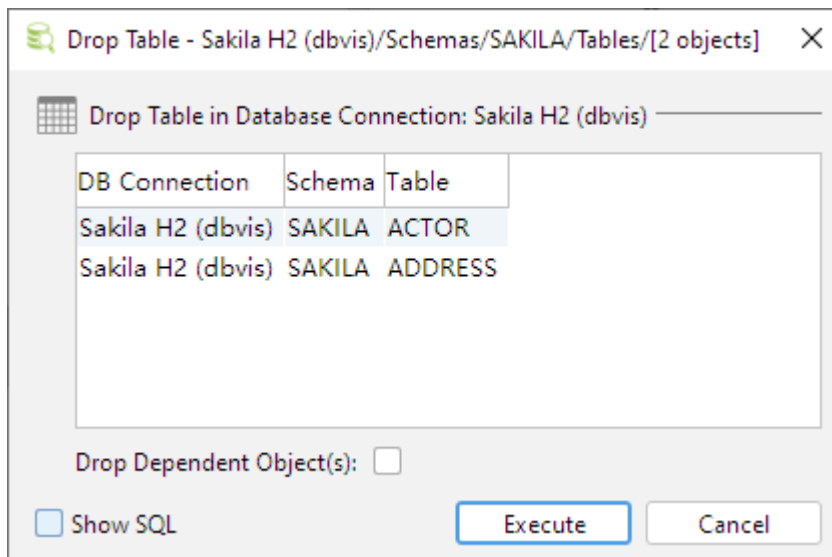 Drop Table - Sakila H2 (dbvis)/Schemas/SAKILA/Tables/[2 objects]
Drop Table in Database Connection: Sakila H2 (dbvis)
DB Connection Schema Table
Sakila H2 (dbvis) SAKILA ACTOR
Sakila H2 (dbvis) SAKILA ADDRESS
Drop Dependent Object(s):
Show SQL Execute Cancel